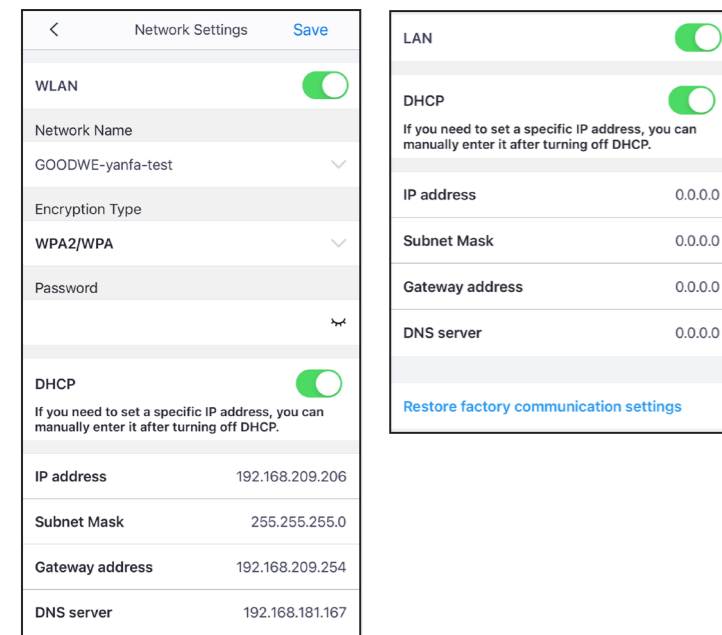 Network Settings Save
WLAN
Network Name
GOODWE-yanfa-test
Encryption Type
WPA2/WPA
Password
DHCP
If you need to set a specific IP address, you can
manually enter it after turning off DHCP.
IP address 192.168.209.206
Subnet Mask 255.255.255.0
Gateway address 192.168.209.254
DNS server 192.168.181.167
LAN
DHCP
If you need to set a specific IP address, you can
manually enter it after turning off DHCP.
IP address 0.0.0.0
Subnet Mask 0.0.0.0
Gateway address 0.0.0.0
DNS server 0.0.0.0
Restore factory communication settings